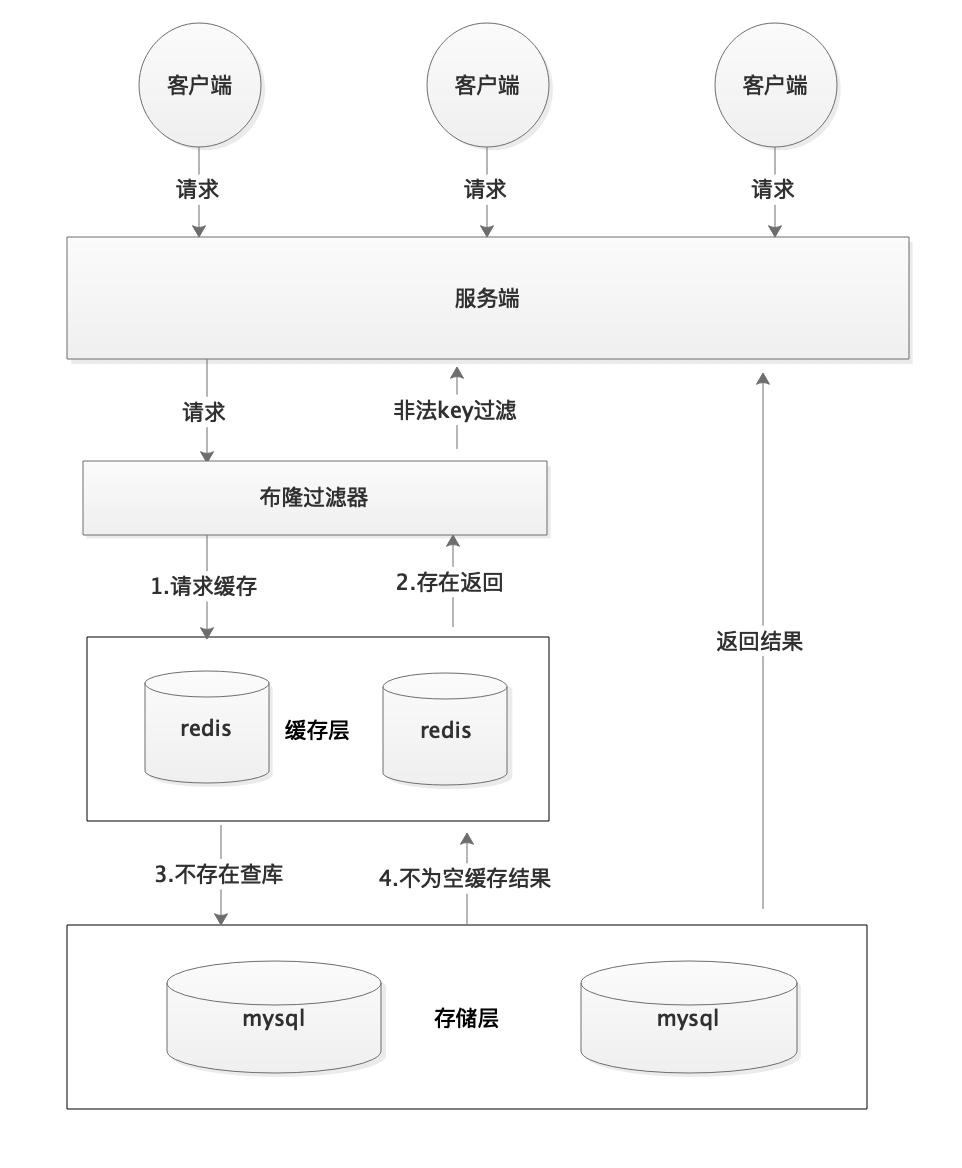 客户端
客户端
客户端
请求
请求
请求
服务端
请求
非法key过滤
布隆过滤器
1.请求缓存
2.存在返回
返回结果
redis
缓存层
redis
3.不存在查库
4.不为空缓存结果
mysql
存储层
mysql